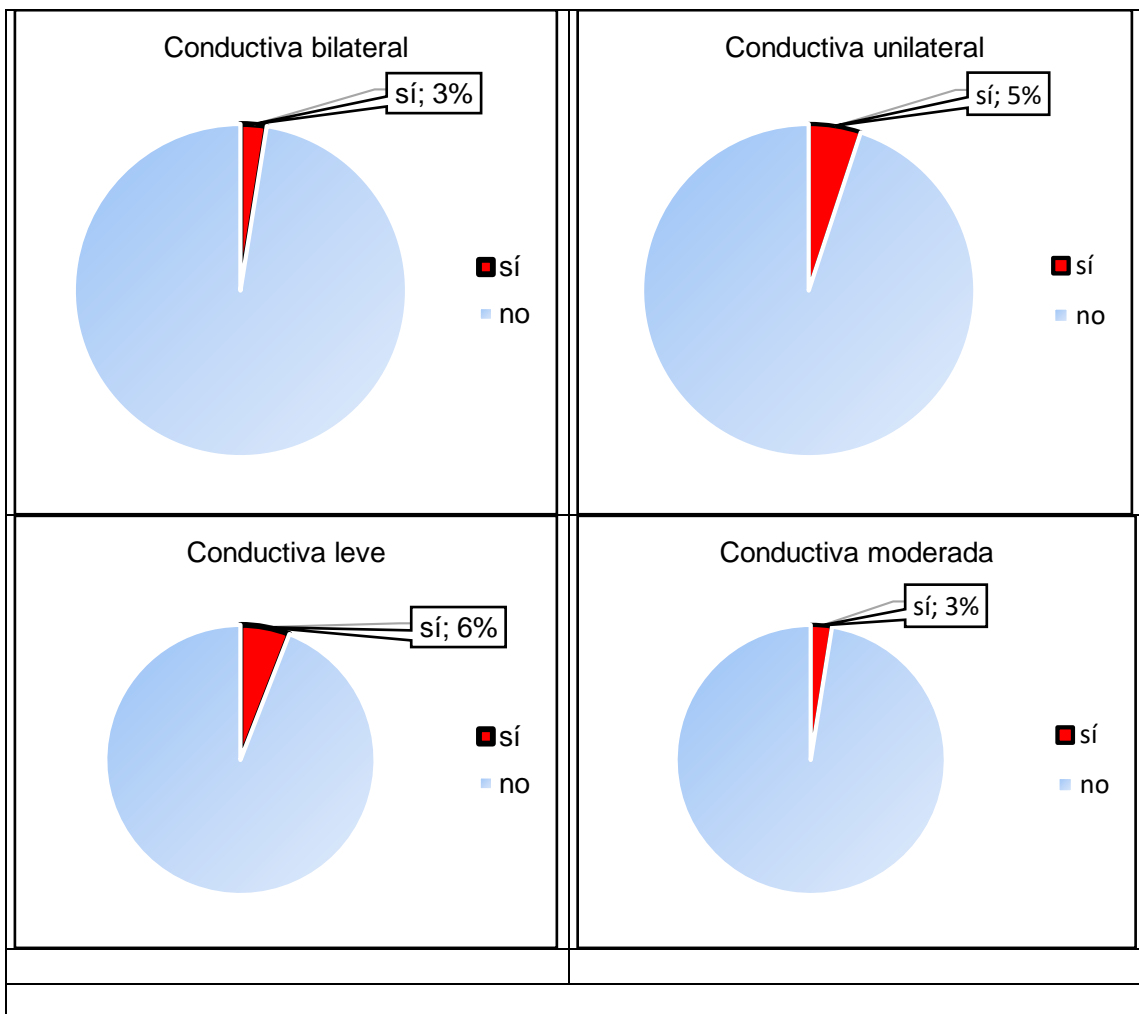 Conductiva bilateral
sí; 3%
sí
no
Conductiva unilateral
sí; 5%
sí
no
Conductiva leve
sí; 6%
sí
no
Conductiva moderada
sí; 3%
sí
no